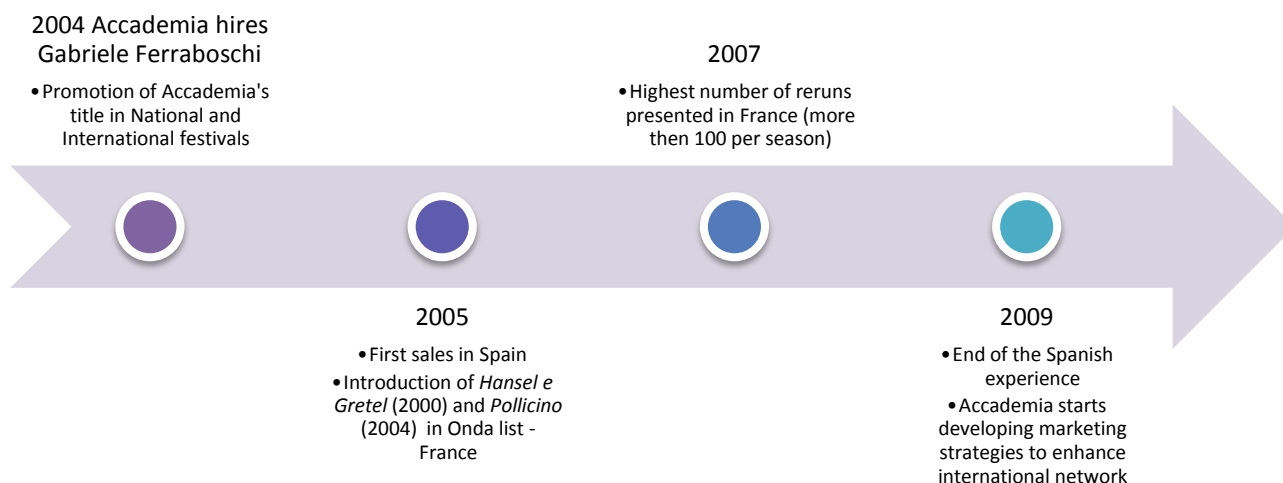 2004 Accademia hires
Gabriele Ferraboschi
•Promotion of Accademia's
title in National and
International festivals
2005
•First sales in Spain
•Introduction of Hansel e
Gretel (2000) and Pollicino
(2004) in Onda list -
France
2007
•Highest number of reruns
presented in France (more
then 100 per season)
2009
•End of the Spanish
experience
•Accademia starts
developing marketing
strategies to enhance
international network